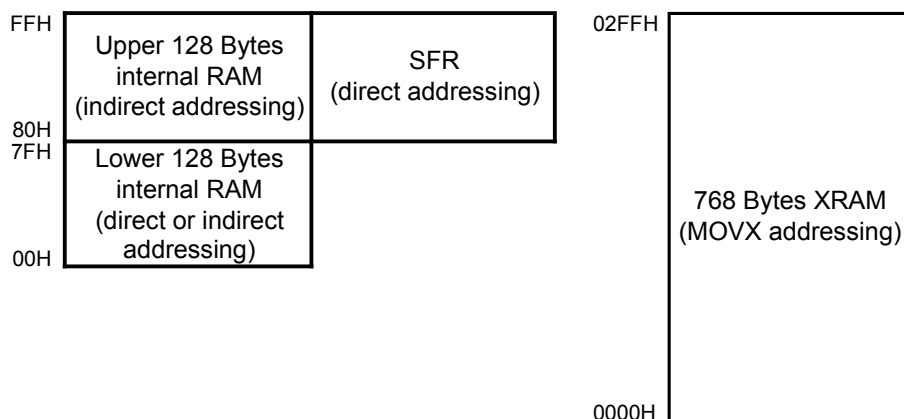 FFH
Upper 128 Bytes
internal RAM
(indirect addressing)
80H
7FH
Lower 128 Bytes
internal RAM
(direct or indirect
addressing)
00H
SFR
(direct addressing)
02FFH
768 Bytes XRAM
(MOVX addressing)
0000H